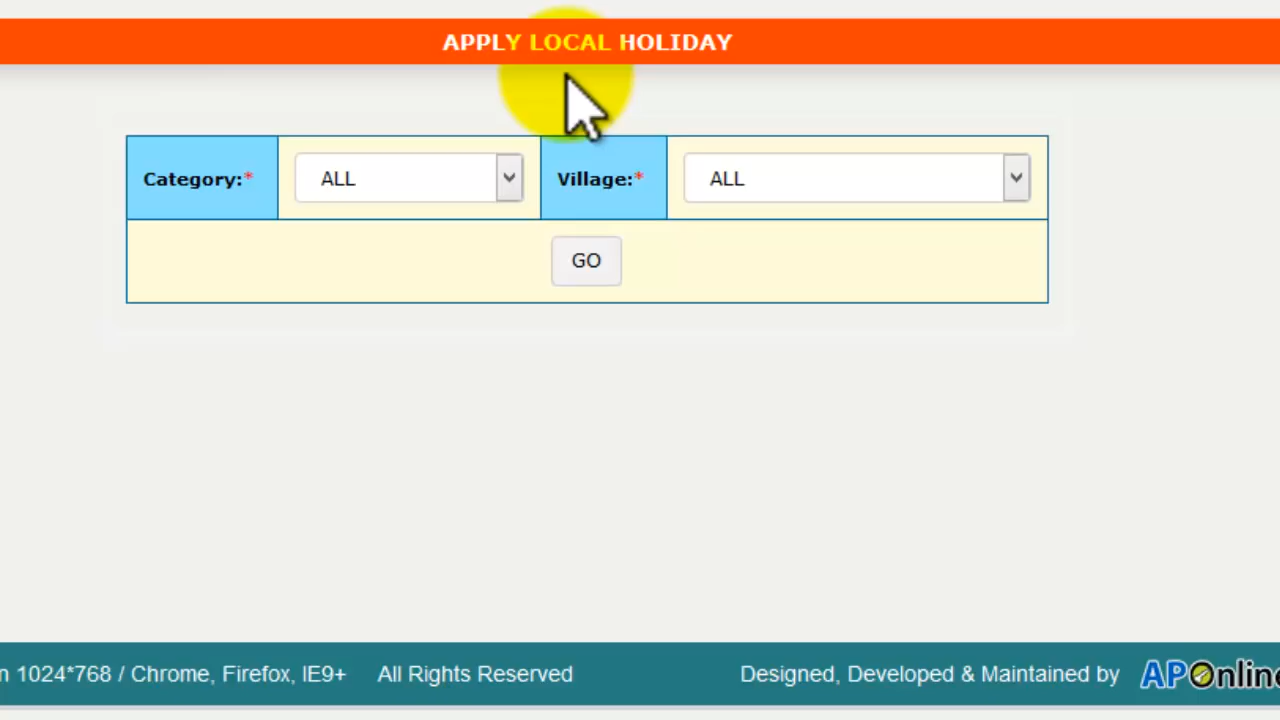 APPLY LOCAL HOLIDAY
Category:* ALL Village:* ALL
GO
n 1024*768 / Chrome, Firefox, IE9+ All Rights Reserved Designed, Developed & Maintained by APOnline